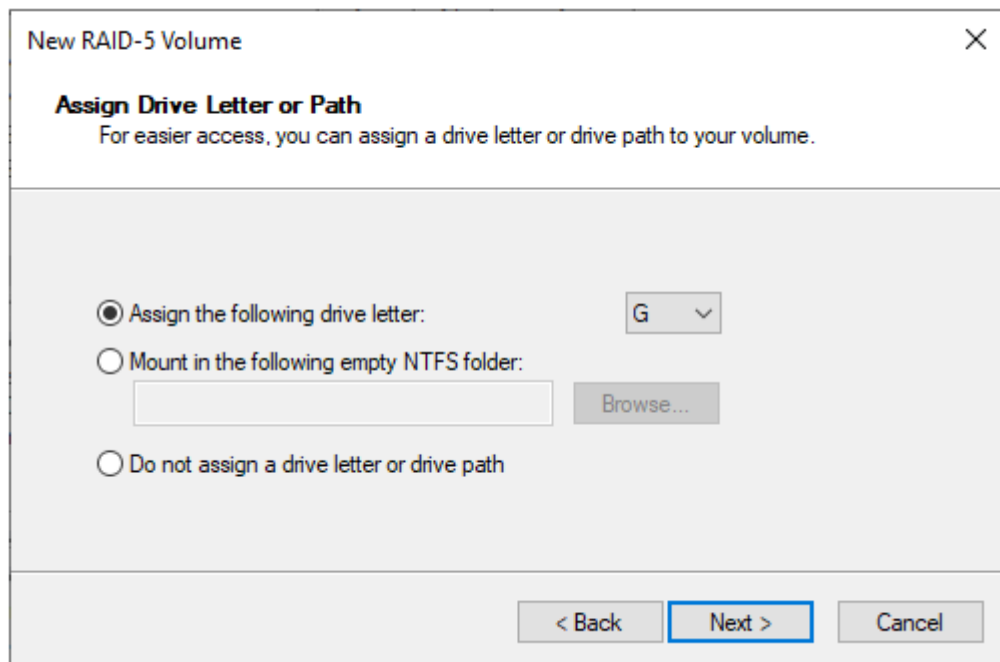 New RAID-5 Volume
Assign Drive Letter or Path
For easier access, you can assign a drive letter or drive path to your volume.
Assign the following drive letter: G
Mount in the following empty NTFS folder:
Browse...
Do not assign a drive letter or drive path
< Back Next > Cancel